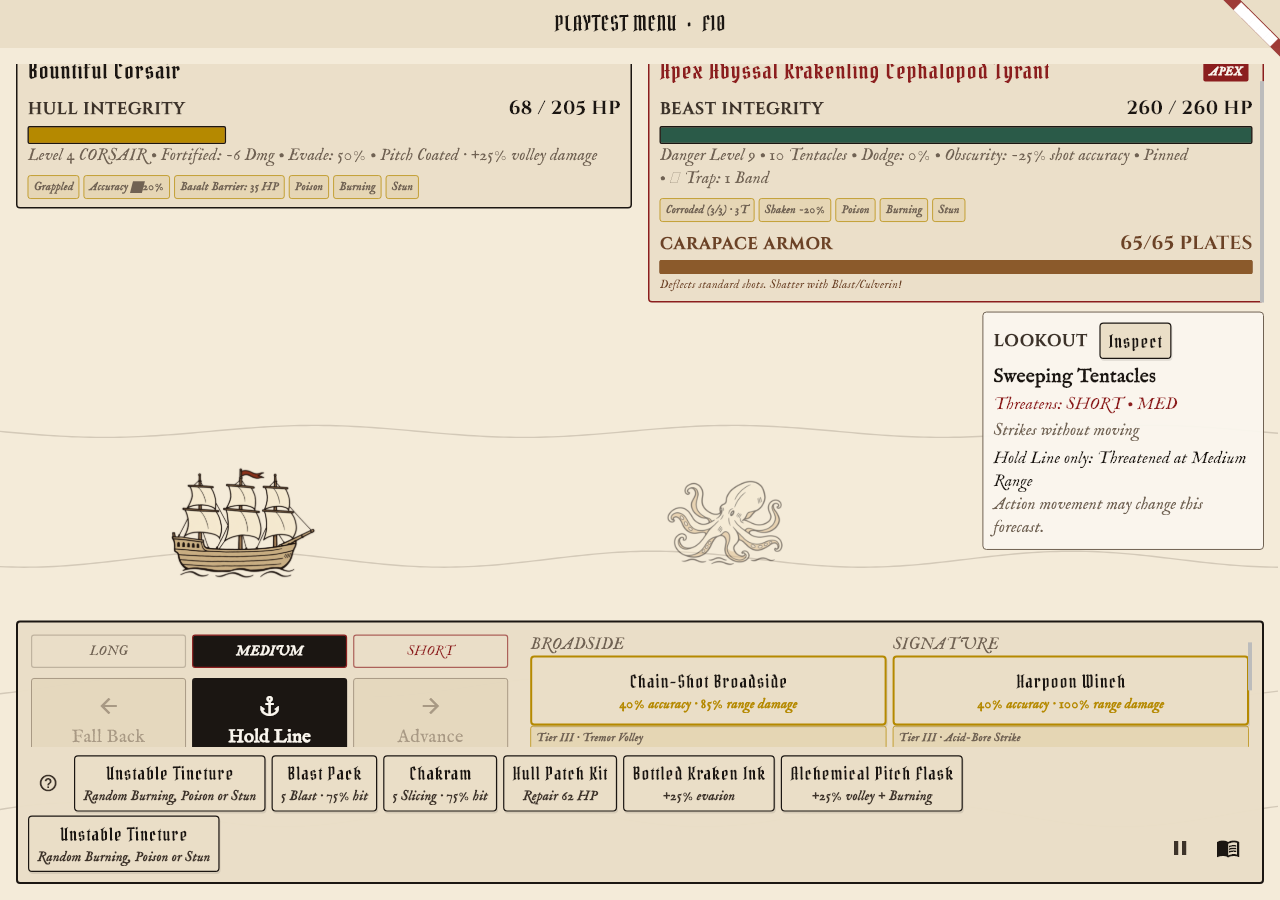 PLAYTEST MENU · F10
Bountiful Corsair
HULL INTEGRITY 68 / 205 HP
Level 4 CORSAIR • Fortified: -6 Dmg • Evade: 50% • Pitch Coated · +25% volley damage
Grappled Accuracy 20% Basalt Barrier: 35 HP Poison Burning Stun
Apex Abyssal Krakenling Cephalopod Tyrant APEX
BEAST INTEGRITY 260 / 260 HP
Danger Level 9 • 10 Tentacles • Dodge: 0% • Obscurity: -25% shot accuracy • Pinned
• Trap: 1 Band
Corroded (3/3) · 3T Shaken -20% Poison Burning Stun
CARAPACE ARMOR 65/65 PLATES
Deflects standard shots. Shatter with Blast/Culverin!
LOOKOUT Inspect
Sweeping Tentacles
Threatens: SHORT • MED
Strikes without moving
Hold Line only: Threatened at Medium
Range
Action movement may change this
forecast.
LONG MEDIUM SHORT
Fall Back Hold Line Advance
BROADSIDE
Chain-Shot Broadside
40% accuracy · 85% range damage
Tier III · Tremor Volley
SIGNATURE
Harpoon Winch
40% accuracy · 100% range damage
Tier III · Acid-Bore Strike
Unstable Tincture
Random Burning, Poison or Stun
Blast Pack
5 Blast · 75% hit
Chakram
5 Slicing · 75% hit
Hull Patch Kit
Repair 62 HP
Bottled Kraken Ink
+25% evasion
Alchemical Pitch Flask
+25% volley + Burning
Unstable Tincture
Random Burning, Poison or Stun